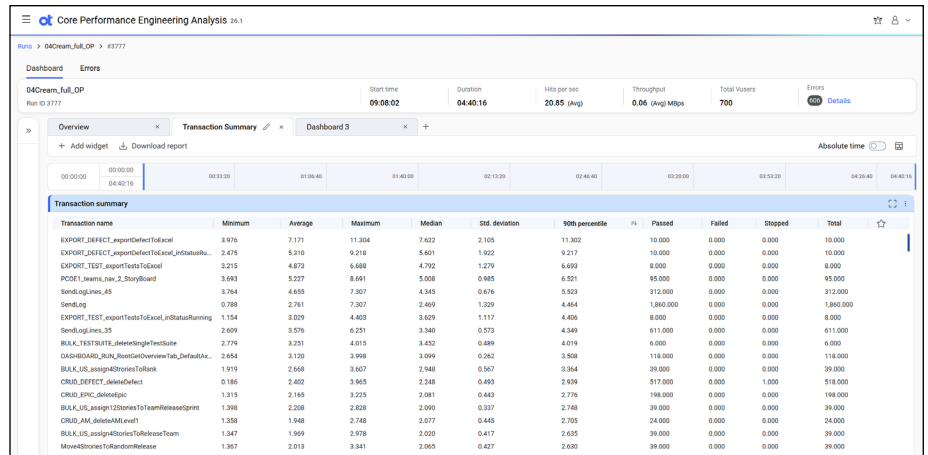 Core Performance Engineering Analysis 26.1
Runs > 04Cream_full_OP > #3777
Dashboard Errors
04Cream_full_OP
Run ID 3777
Start time
09:08:02
Duration
04:40:16
Hits per sec
20.85 (Avg)
Throughput
0.06 (Avg) MBps
Total Vusers
700
Errors
606 Details
Overview × Transaction Summary × Dashboard 3 × +
+ Add widget Download report Absolute time
00:00:00 00:00:00 04:40:16 00:33:20 01:06:40 01:40:00 02:13:20 02:46:40 03:20:00 03:53:20 04:26:40 04:40:16
Transaction summary
Transaction name Minimum Average Maximum Median Std. deviation 90th percentile Passed Failed Stopped Total
EXPORT_DEFECT_exportDefectToExcel 3.976 7.171 11.304 7.622 2.105 11.302 10.000 0.000 0.000 10.000
EXPORT_DEFECT_exportDefectToExcel_inStatusRu... 2.475 5.310 9.218 5.601 1.922 9.217 10.000 0.000 0.000 10.000
EXPORT_TEST_exportTestsToExcel 3.215 4.873 6.688 4.792 1.279 6.693 8.000 0.000 0.000 8.000
PCOE1_teams_nav_2_StoryBoard 3.693 5.227 8.691 5.008 0.985 6.521 95.000 0.000 0.000 95.000
SendLogLines_45 3.764 4.655 7.307 4.345 0.676 5.523 312.000 0.000 0.000 312.000
SendLog 0.788 2.761 7.307 2.469 1.329 4.464 1,860.000 0.000 0.000 1,860.000
EXPORT_TEST_exportTestsToExcel_inStatusRunning 1.154 3.029 4.403 3.629 1.117 4.406 8.000 0.000 0.000 8.000
SendLogLines_35 2.609 3.576 6.251 3.340 0.573 4.349 611.000 0.000 0.000 611.000
BULK_TESTSUITE_deleteSingleTestSuite 2.779 3.251 4.015 3.452 0.489 4.019 6.000 0.000 0.000 6.000
DASHBOARD_RUN_RootGetOverviewTab_DefaultAx... 2.654 3.120 3.998 3.099 0.262 3.508 118.000 0.000 0.000 118.000
BULK_US_assign4StroriesToRank 1.919 2.668 3.607 2.948 0.567 3.364 39.000 0.000 0.000 39.000
CRUD_DEFECT_deleteDefect 0.186 2.402 3.965 2.248 0.493 2.939 517.000 0.000 1.000 518.000
CRUD_EPIC_deleteEpic 1.315 2.165 3.225 2.081 0.443 2.776 198.000 0.000 0.000 198.000
BULK_US_assign12StoriesToTeamReleaseSprint 1.398 2.208 2.828 2.090 0.337 2.748 39.000 0.000 0.000 39.000
CRUD_AM_deleteAMLevel1 1.358 1.948 2.748 2.077 0.445 2.705 24.000 0.000 0.000 24.000
BULK_US_assign4StoriesToReleaseTeam 1.347 1.969 2.978 2.020 0.417 2.635 39.000 0.000 0.000 39.000
Move4StroriesToRandomRelease 1.367 2.013 3.341 2.065 0.427 2.630 39.000 0.000 0.000 39.000